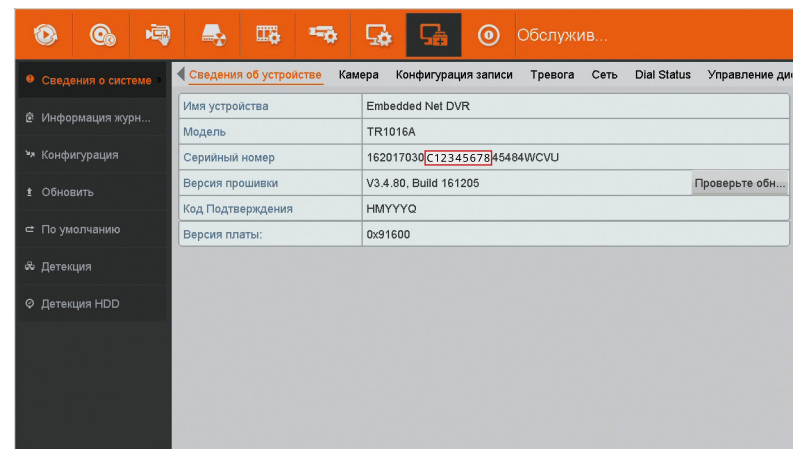 Обслужив...
Сведения о системе
Информация журн...
Конфигурация
Обновить
По умолчанию
Детекция
Детекция HDD
Сведения об устройстве Камера Конфигурация записи Тревога Сеть Dial Status Управление ди
Имя устройства Embedded Net DVR
Модель TR1016A
Серийный номер 162017030C1234567845484WCVU
Версия прошивки V3.4.80, Build 161205 Проверьте обн...
Код Подтверждения HMYYYQ
Версия платы: 0x91600